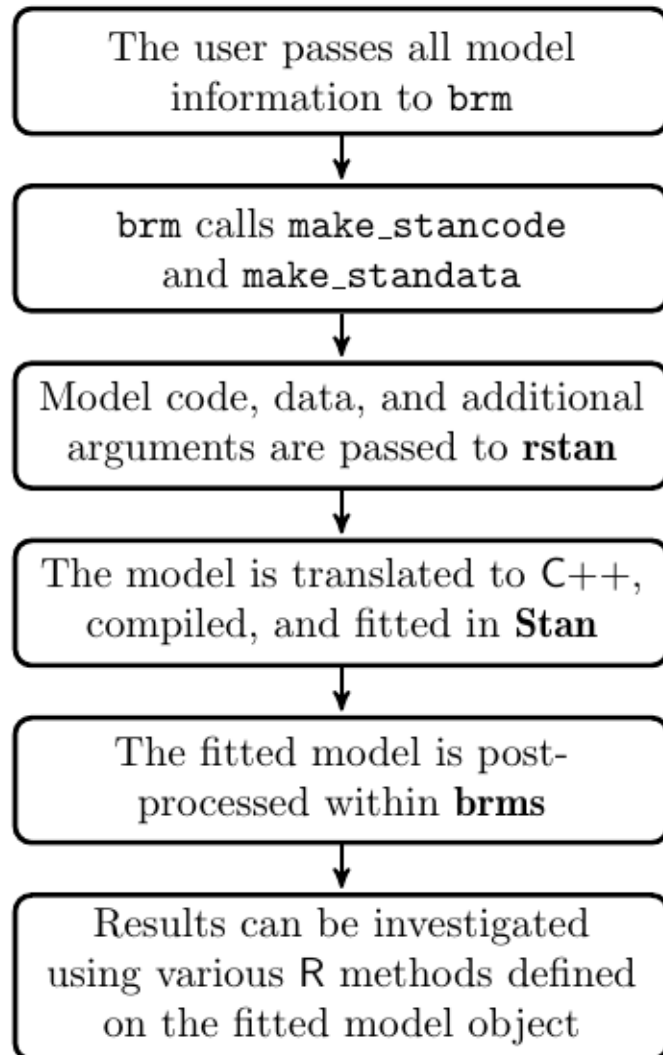 The user passes all model
information to brm
brm calls make_stancode
and make_standata
Model code, data, and additional
arguments are passed to rstan
The model is translated to C++,
compiled, and fitted in Stan
The fitted model is post-
processed within brms
Results can be investigated
using various R methods defined
on the fitted model object